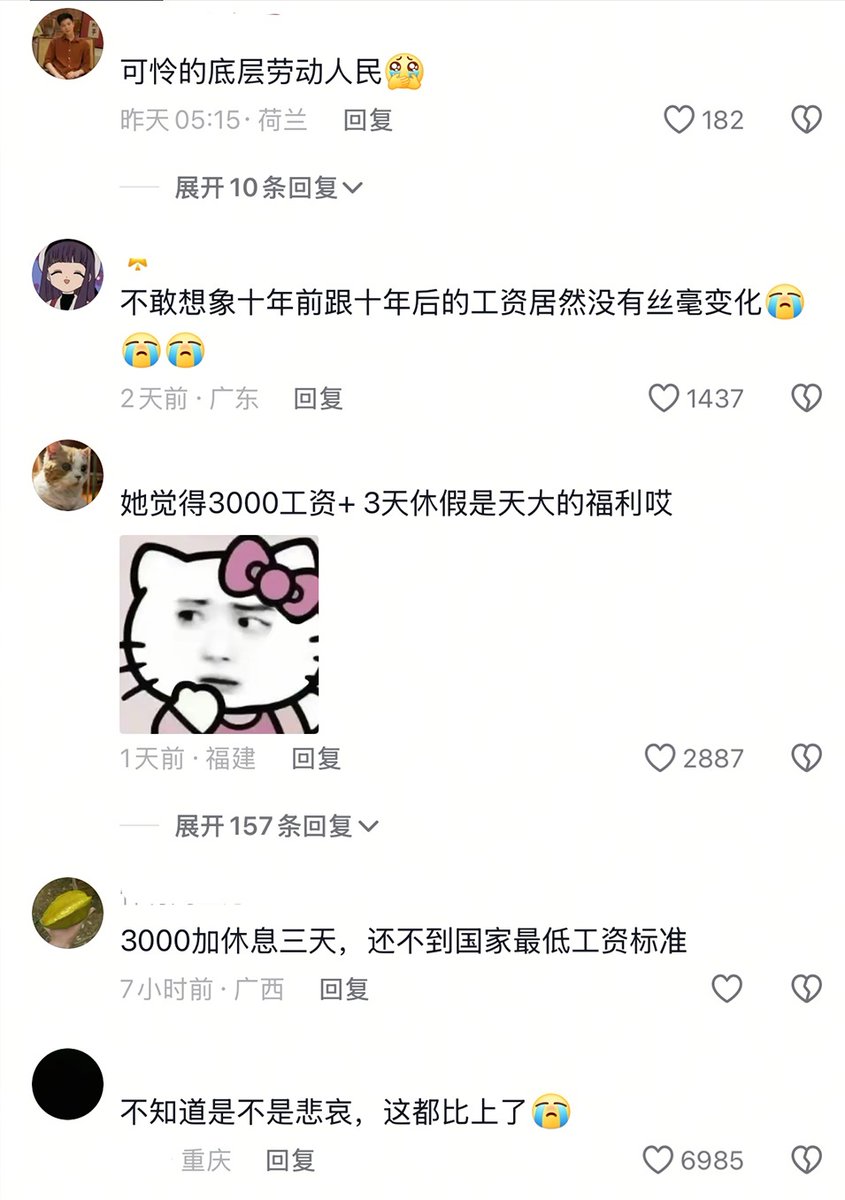 可怜的底层劳动人民🥹
昨天 05:15·荷兰 回复
182
展开10条回复
不敢想象十年前跟十年后的工资居然没有丝毫变化😭
😭😭
2天前·广东 回复
1437
她觉得3000工资+ 3天休假是天大的福利哎
1天前·福建 回复
2887
展开157条回复
3000加休息三天，还不到国家最低工资标准
7小时前·广西 回复
不知道是不是悲哀，这都比上了😭
重庆 回复
6985